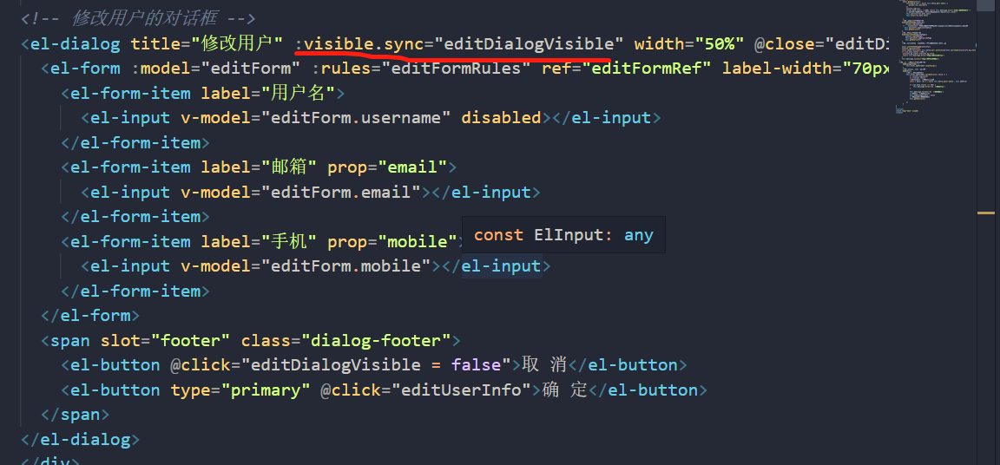 <!-- 修改用户的对话框 -->
<el-dialog title="修改用户" :visible.sync="editDialogVisible" width="50%" @close="editDi
<el-form :model="editForm" :rules="editFormRules" ref="editFormRef" label-width="70px
<el-form-item label="用户名">
<el-input v-model="editForm.username" disabled></el-input>
</el-form-item>
<el-form-item label="邮箱" prop="email">
<el-input v-model="editForm.email"></el-input>
</el-form-item>
<el-form-item label="手机" prop="mobile">
const ElInput: any
<el-input v-model="editForm.mobile"></el-input>
</el-form-item>
</el-form>
<span slot="footer" class="dialog-footer">
<el-button @click="editDialogVisible = false">取 消</el-button>
<el-button type="primary" @click="editUserInfo">确 定</el-button>
</span>
</el-dialog>
</div>